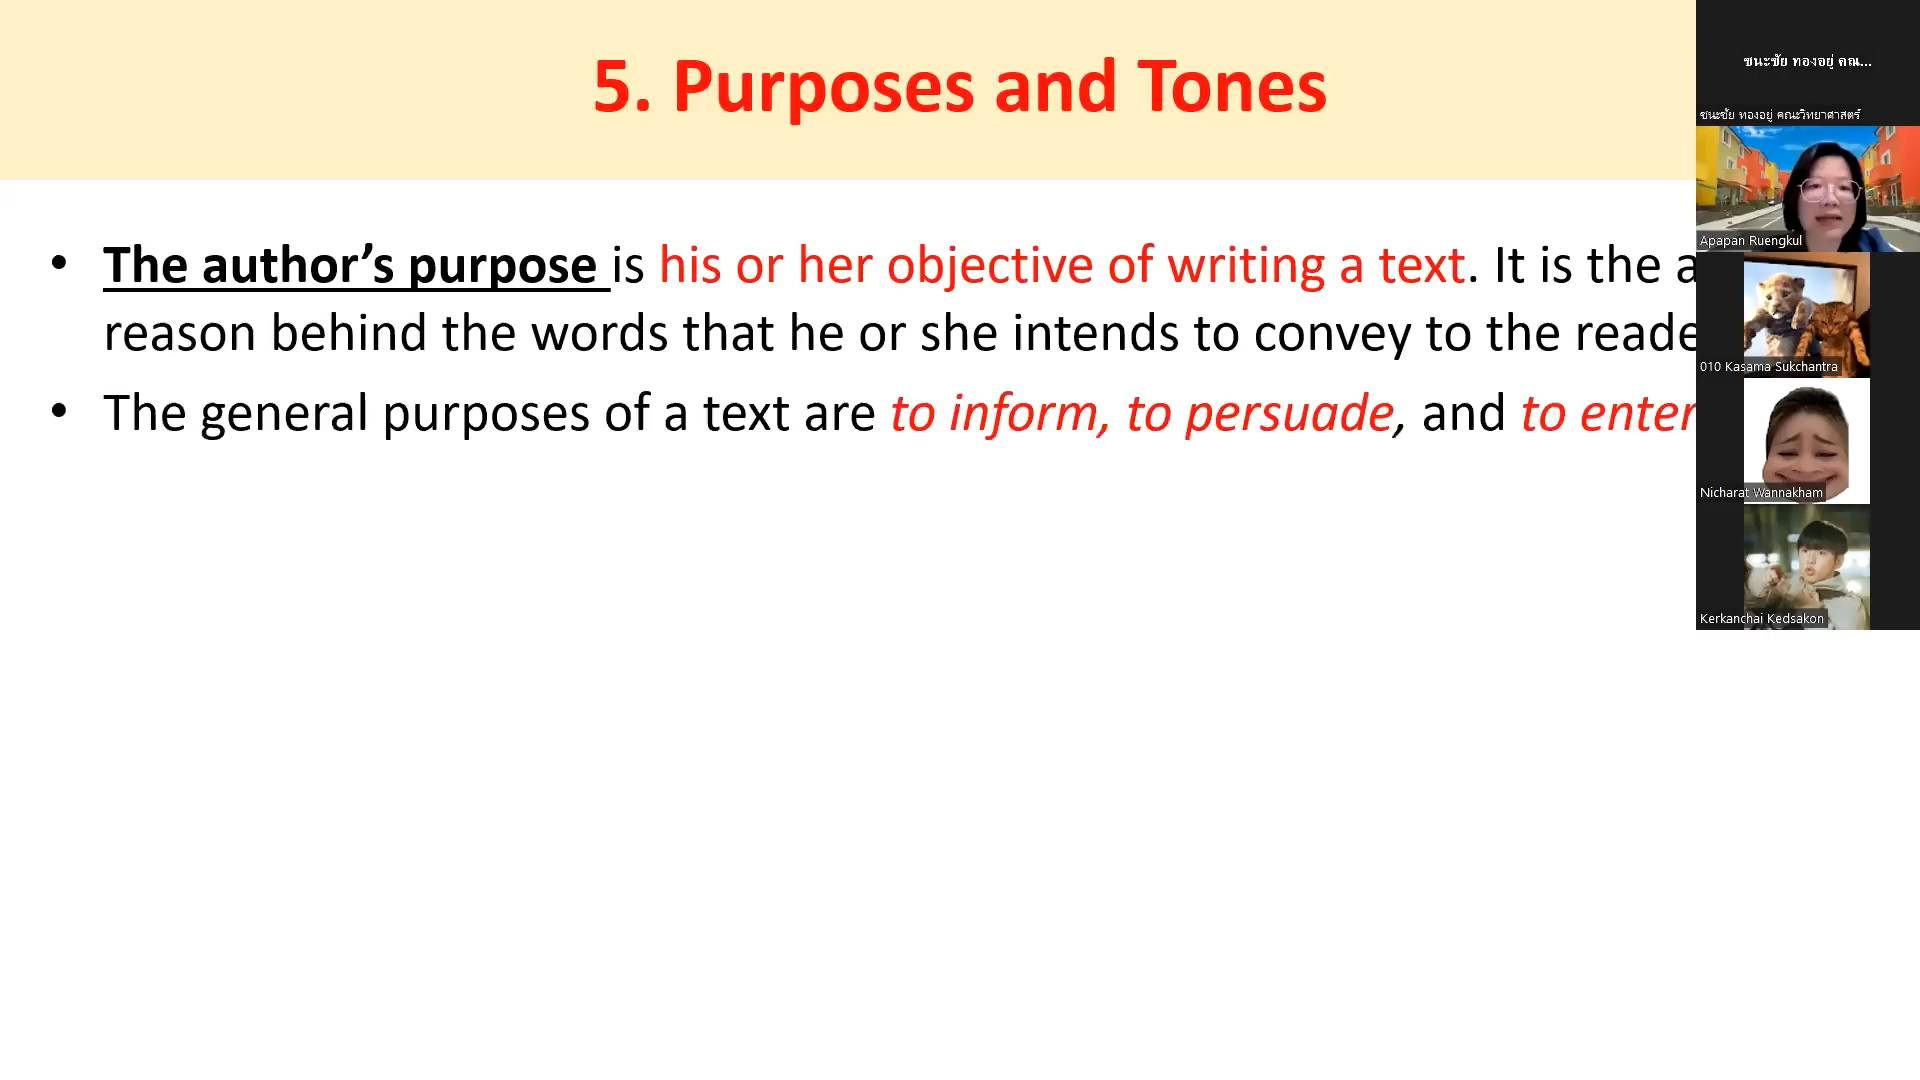 5. Purposes and Tones
• The author’s purpose is his or her objective of writing a text. It is the a
reason behind the words that he or she intends to convey to the reade
• The general purposes of a text are to inform, to persuade, and to enter
ชนะชัย ทองอยู่ คณ...
ชนะชัย ทองอยู่ คณะวิทยาศาสตร์
Apapan Ruengkul
010 Kasama Sukchantra
Nicharat Wannakham
Kerkanchai Kedsakon